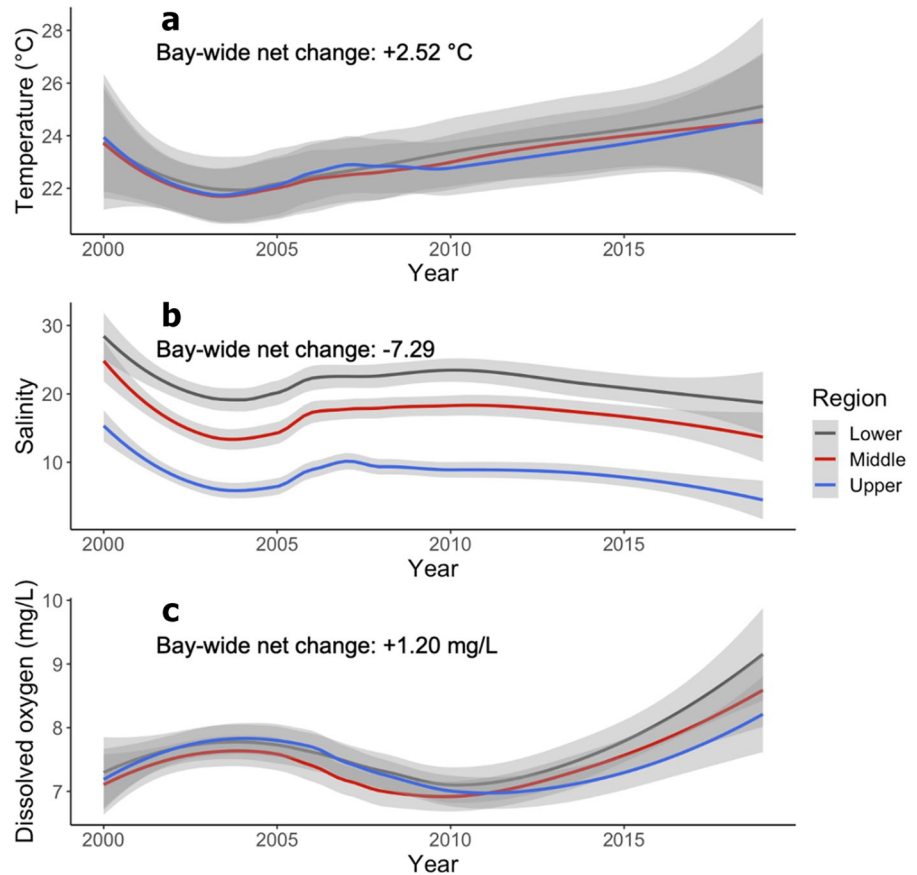 a
Bay-wide net change: +2.52 °C
Temperature (°C)
28
26
24
22
2000 2005 2010 2015
Year
b
Bay-wide net change: -7.29
Salinity
30
20
10
2000 2005 2010 2015
Year
Region
Lower
Middle
Upper
c
Bay-wide net change: +1.20 mg/L
Dissolved oxygen (mg/L)
10
9
8
7
2000 2005 2010 2015
Year